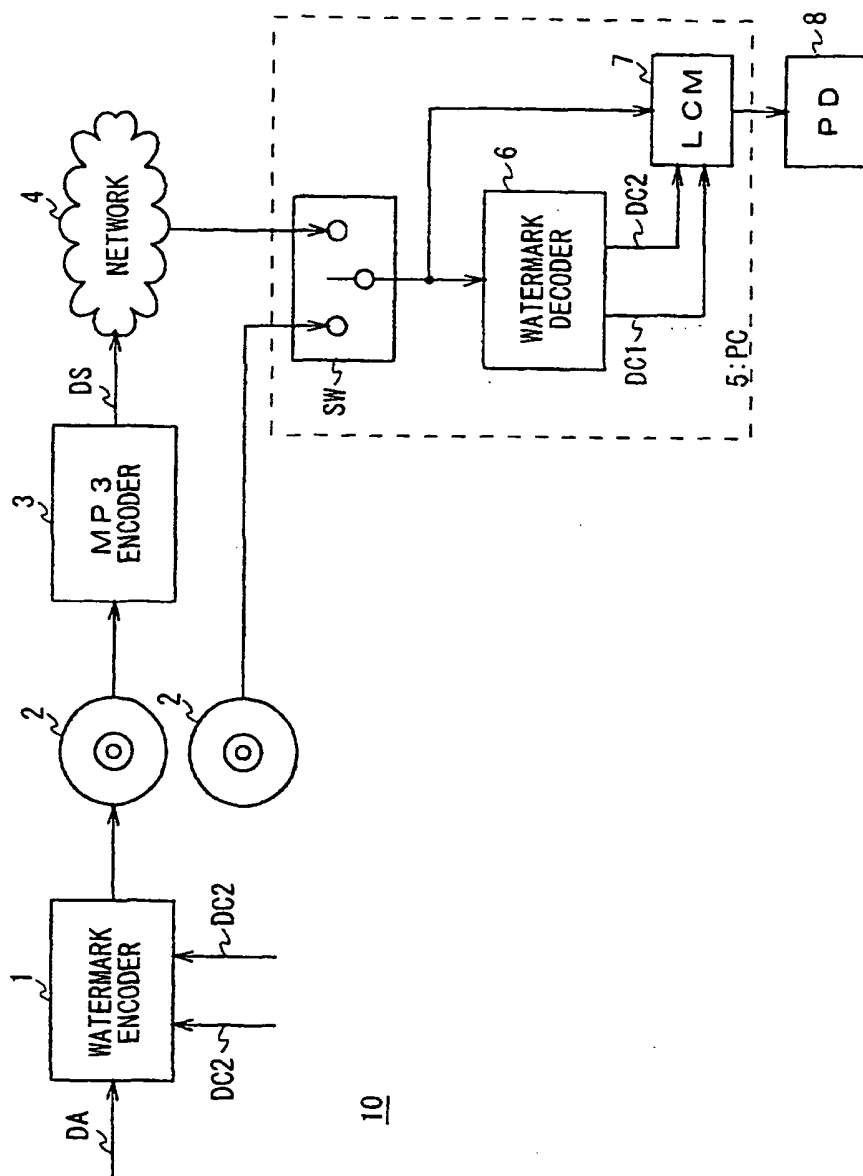 10
DA
1
WATERMARK
ENCODER
DC2
DC2
2
2
3
MP3
ENCODER
DS
4
NETWORK
SW
6
WATERMARK
DECODER
DC1
DC2
5:PC
7
LCM
8
PD